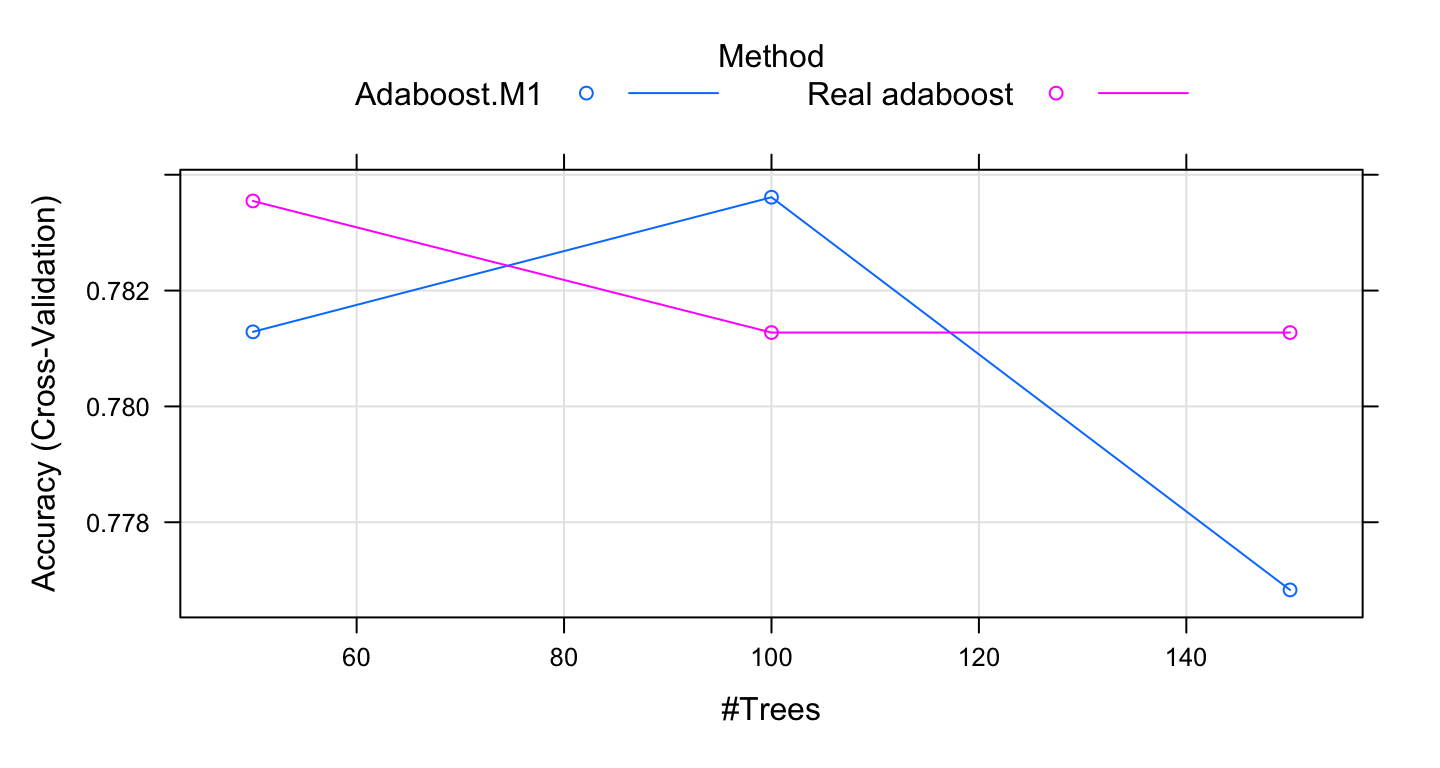 Method
Adaboost.M1 Real adaboost
Accuracy (Cross-Validation)
0.782
0.780
0.778
60 80 100 120 140
#Trees